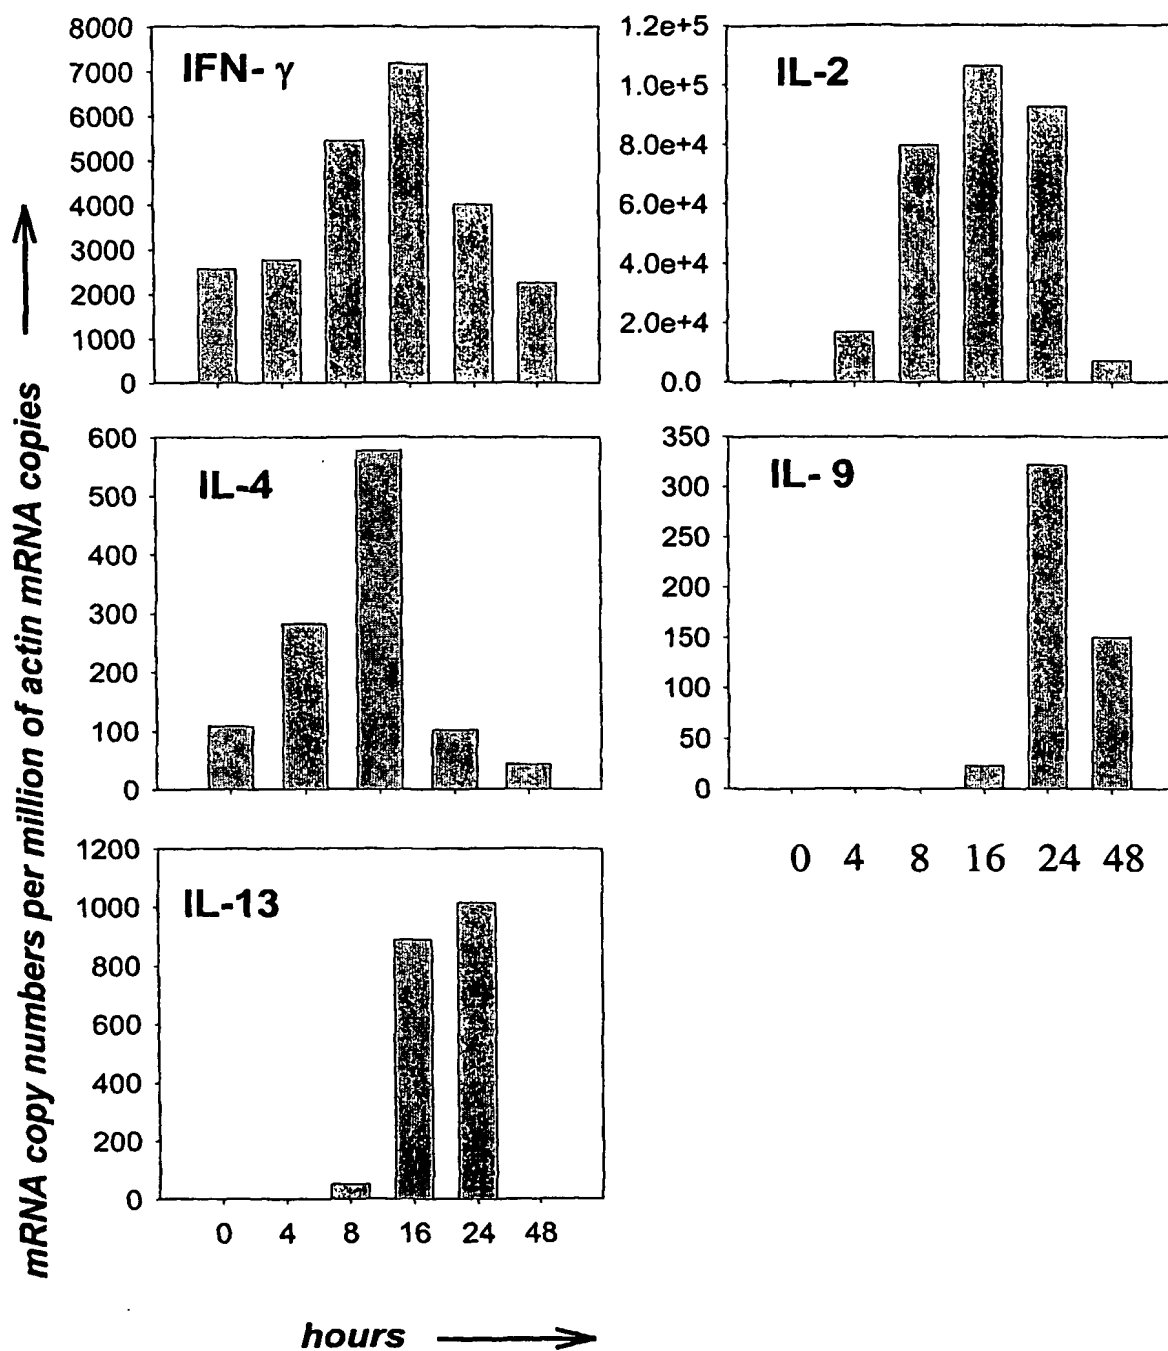 mRNA copy numbers per million of actin mRNA copies
IFN- γ
8000
7000
6000
5000
4000
3000
2000
1000
0
IL-2
1.2e+5
1.0e+5
8.0e+4
6.0e+4
4.0e+4
2.0e+4
0.0
IL-4
600
500
400
300
200
100
0
IL- 9
350
300
250
200
150
100
50
0
0 4 8 16 24 48
IL-13
1200
1000
800
600
400
200
0
0 4 8 16 24 48
hours